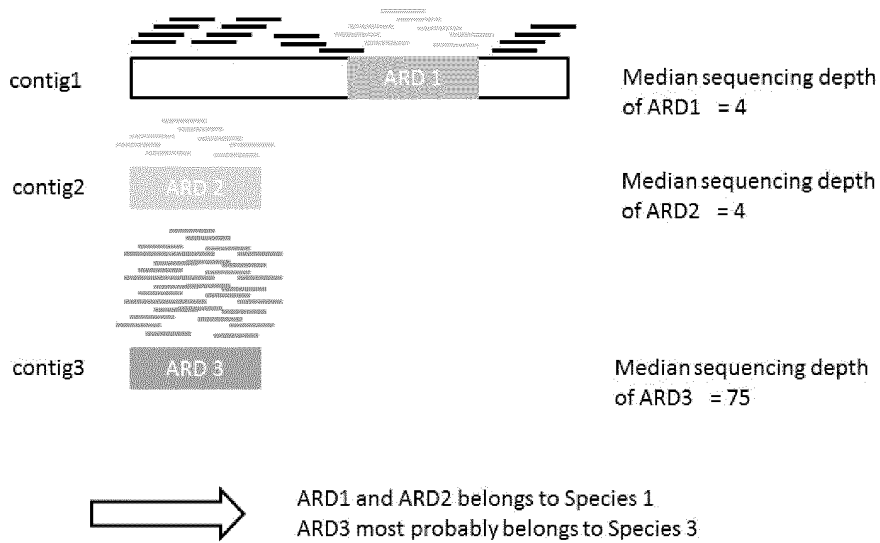 contig1
ARD 1
Median sequencing depth
of ARD1 = 4
contig2
ARD 2
Median sequencing depth
of ARD2 = 4
contig3
ARD 3
Median sequencing depth
of ARD3 = 75
ARD1 and ARD2 belongs to Species 1
ARD3 most probably belongs to Species 3